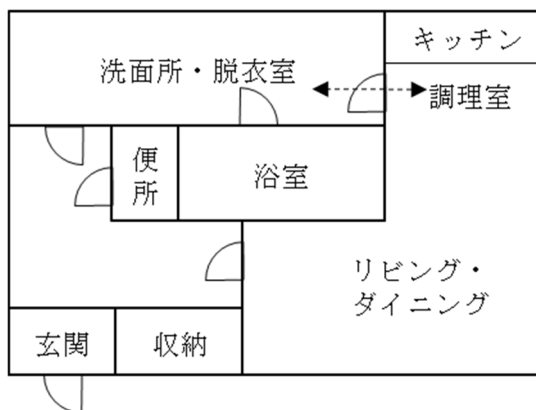 キッチン
洗面所・脱衣室
調理室
便所
浴室
リビング・
ダイニング
玄関
収納